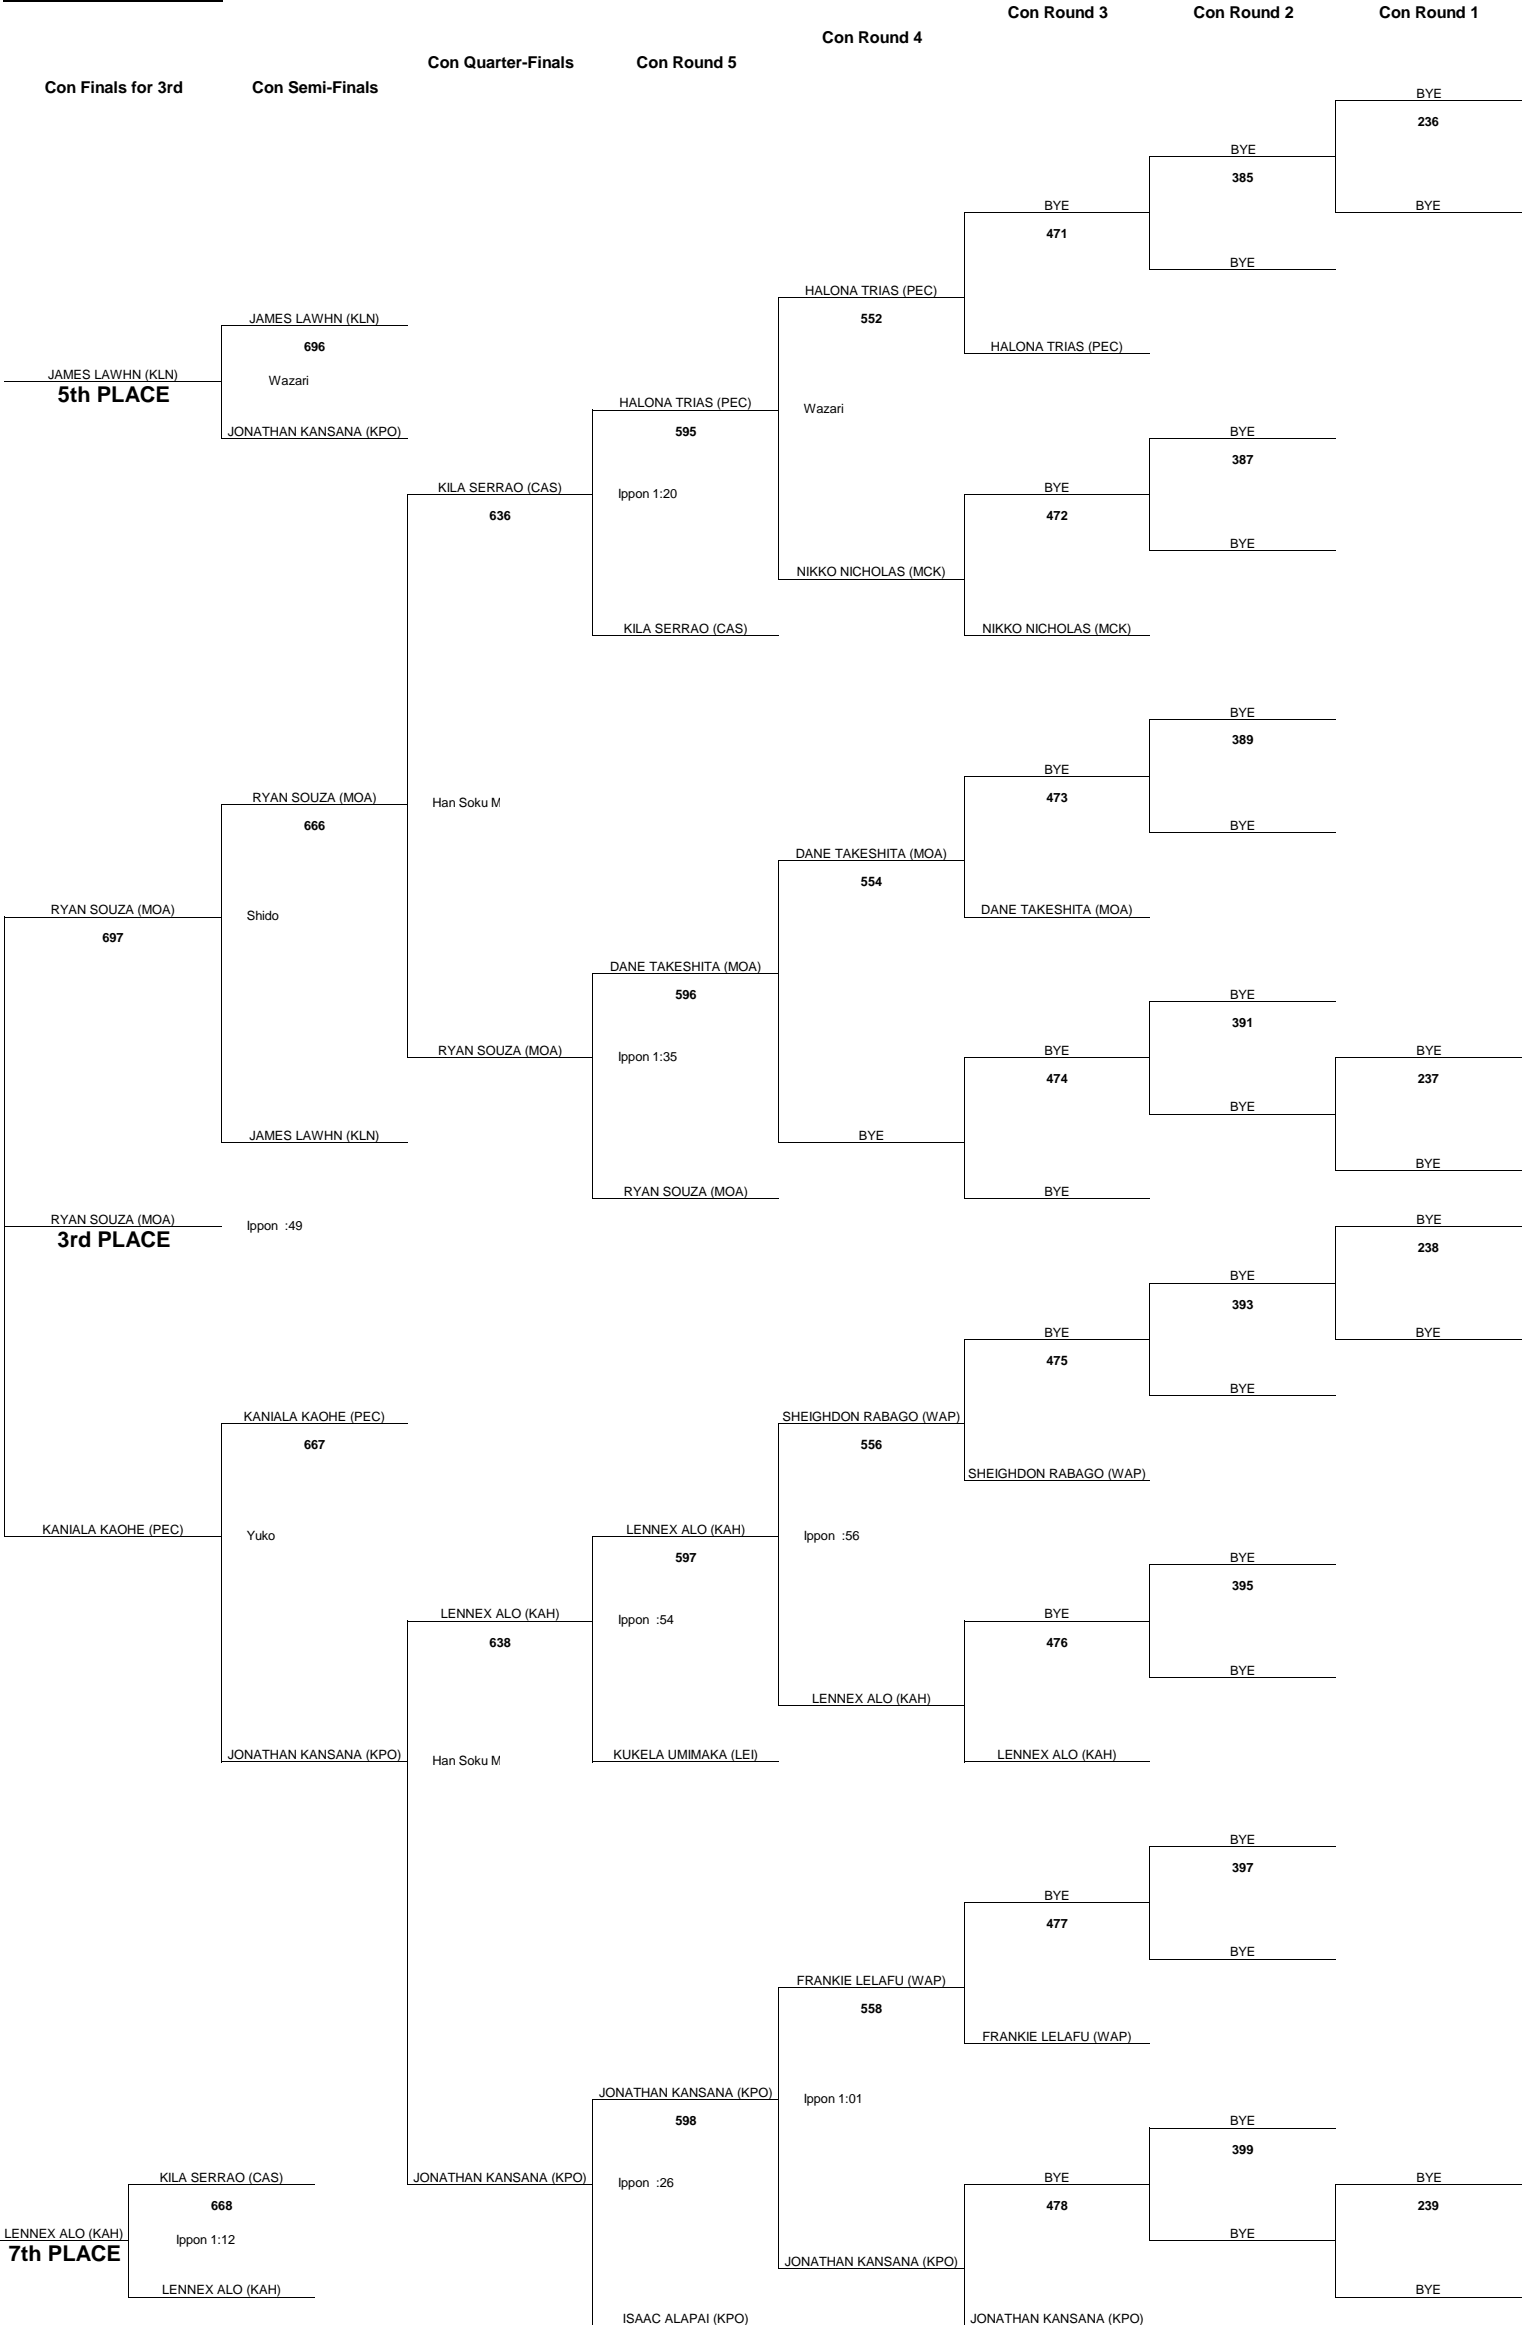 Con Round 3
Con Round 2
Con Round 1
Con Round 4
Con Quarter-Finals
Con Round 5
Con Finals for 3rd
Con Semi-Finals
BYE
236
BYE
385
BYE
BYE
471
BYE
HALONA TRIAS (PEC)
552
JAMES LAWHN (KLN)
696
HALONA TRIAS (PEC)
JAMES LAWHN (KLN)
5th PLACE
Wazari
HALONA TRIAS (PEC)
595
Wazari
JONATHAN KANSANA (KPO)
BYE
387
KILA SERRAO (CAS)
636
Ippon 1:20
BYE
472
BYE
NIKKO NICHOLAS (MCK)
KILA SERRAO (CAS)
NIKKO NICHOLAS (MCK)
BYE
389
BYE
473
RYAN SOUZA (MOA)
666
Han Soku M
BYE
DANE TAKESHITA (MOA)
554
RYAN SOUZA (MOA)
697
Shido
DANE TAKESHITA (MOA)
DANE TAKESHITA (MOA)
596
BYE
391
RYAN SOUZA (MOA)
Ippon 1:35
BYE
474
BYE
237
BYE
JAMES LAWHN (KLN)
BYE
BYE
RYAN SOUZA (MOA)
BYE
RYAN SOUZA (MOA)
3rd PLACE
Ippon :49
BYE
238
BYE
393
BYE
475
BYE
BYE
KANIALA KAOHE (PEC)
667
SHEIGHDON RABAGO (WAP)
556
SHEIGHDON RABAGO (WAP)
KANIALA KAOHE (PEC)
Yuko
LENNEX ALO (KAH)
597
Ippon :56
BYE
395
LENNEX ALO (KAH)
638
Ippon :54
BYE
476
BYE
LENNEX ALO (KAH)
JONATHAN KANSANA (KPO)
Han Soku M
KUKELA UMIMAKA (LEI)
LENNEX ALO (KAH)
BYE
397
BYE
477
BYE
FRANKIE LELAFU (WAP)
558
FRANKIE LELAFU (WAP)
JONATHAN KANSANA (KPO)
598
Ippon 1:01
BYE
399
KILA SERRAO (CAS)
668
JONATHAN KANSANA (KPO)
Ippon :26
BYE
478
BYE
239
LENNEX ALO (KAH)
7th PLACE
Ippon 1:12
BYE
JONATHAN KANSANA (KPO)
LENNEX ALO (KAH)
BYE
ISAAC ALAPAI (KPO)
JONATHAN KANSANA (KPO)